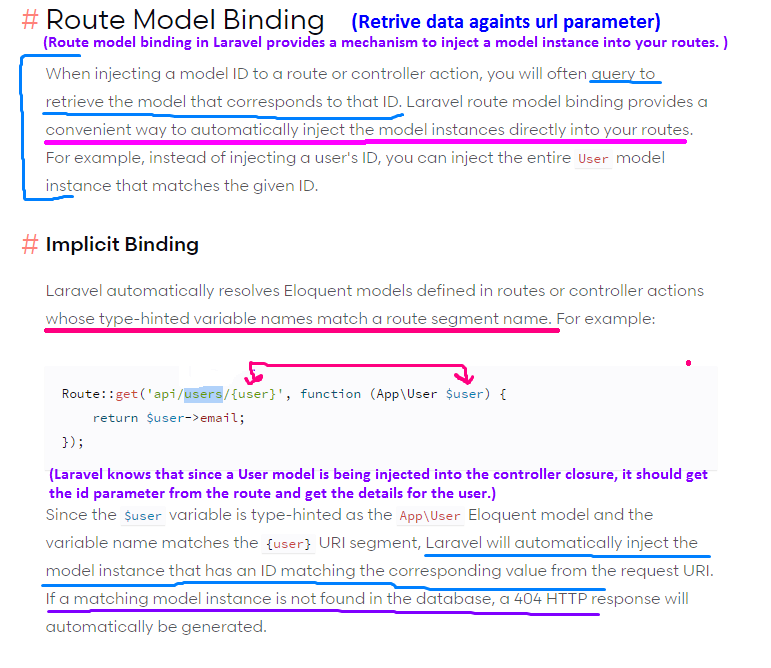 # Route Model Binding (Retrive data againts url parameter)
(Route model binding in Laravel provides a mechanism to inject a model instance into your routes. )
When injecting a model ID to a route or controller action, you will often query to
retrieve the model that corresponds to that ID. Laravel route model binding provides a
convenient way to automatically inject the model instances directly into your routes.
For example, instead of injecting a user's ID, you can inject the entire User model
instance that matches the given ID.
# Implicit Binding
Laravel automatically resolves Eloquent models defined in routes or controller actions
whose type-hinted variable names match a route segment name. For example:
Route::get('api/users/{user}', function (App\User $user) {
    return $user->email;
});
(Laravel knows that since a User model is being injected into the controller closure, it should get
the id parameter from the route and get the details for the user.)
Since the $user variable is type-hinted as the App\User Eloquent model and the
variable name matches the {user} URI segment, Laravel will automatically inject the
model instance that has an ID matching the corresponding value from the request URI.
If a matching model instance is not found in the database, a 404 HTTP response will
automatically be generated.